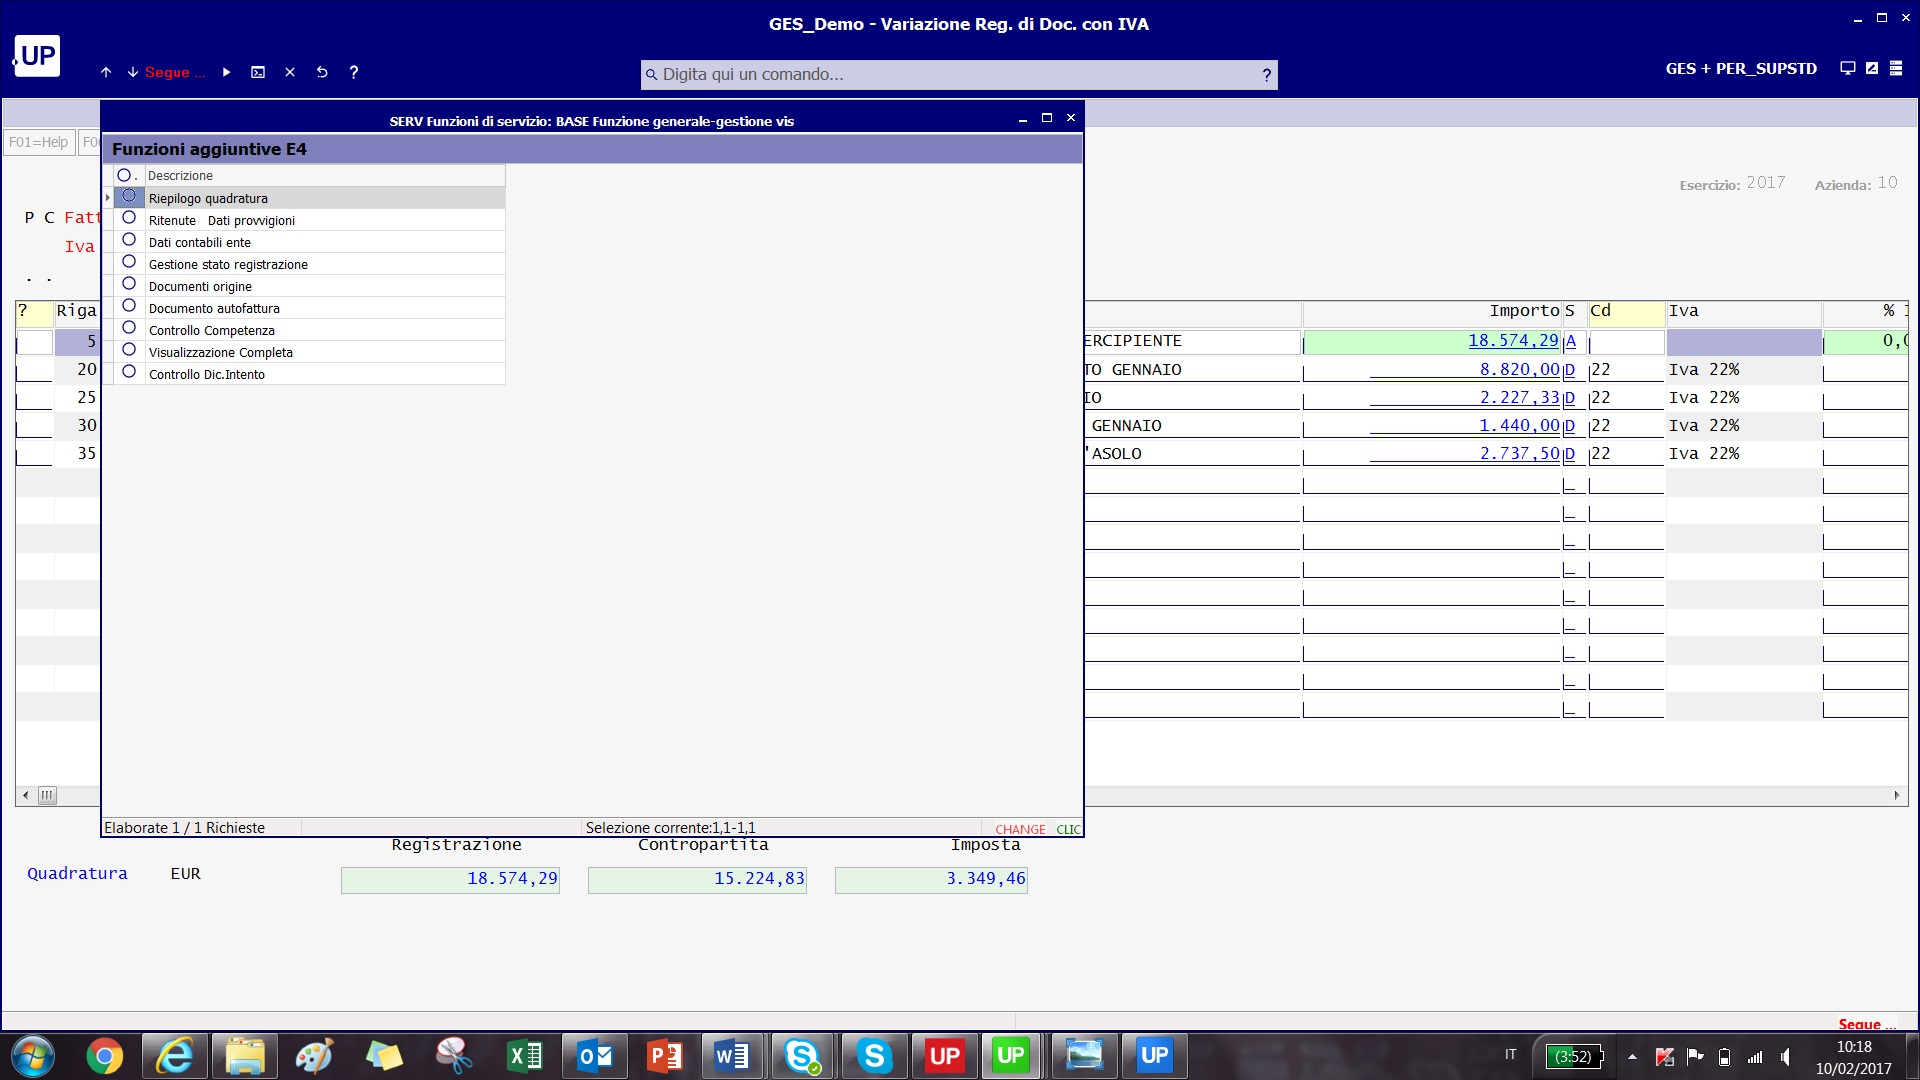 GES_Demo - Variazione Reg. di Doc. con IVA
UP
Segue ...
?
Digita qui un comando...
?
GES + PER_SUPSTD
SERV Funzioni di servizio: BASE Funzione generale-gestione vis
F01=Help
Funzioni aggiuntive E4
. Descrizione
Riepilogo quadratura
Ritenute Dati provvigioni
Dati contabili ente
Gestione stato registrazione
Documenti origine
Documento autofattura
Controllo Competenza
Visualizzazione Completa
Controllo Dic.Intento
Esercizio: 2017 Azienda: 10
P C Fatt
Iva
. .
? Riga Importo S Cd Iva %
5 ERCIPIENTE 18.574,29 A
20 TO GENNAIO 8.820,00 D 22 Iva 22%
25 IO 2.227,33 D 22 Iva 22%
30 GENNAIO 1.440,00 D 22 Iva 22%
35 'ASOLO 2.737,50 D 22 Iva 22%
Elaborate 1 / 1 Richieste Selezione corrente:1,1-1,1 CHANGE CLIC
Registrazione Contropartita Imposta
Quadratura EUR 18.574,29 15.224,83 3.349,46
Segue ...
UP UP UP
IT (3:52) 10:18
10/02/2017